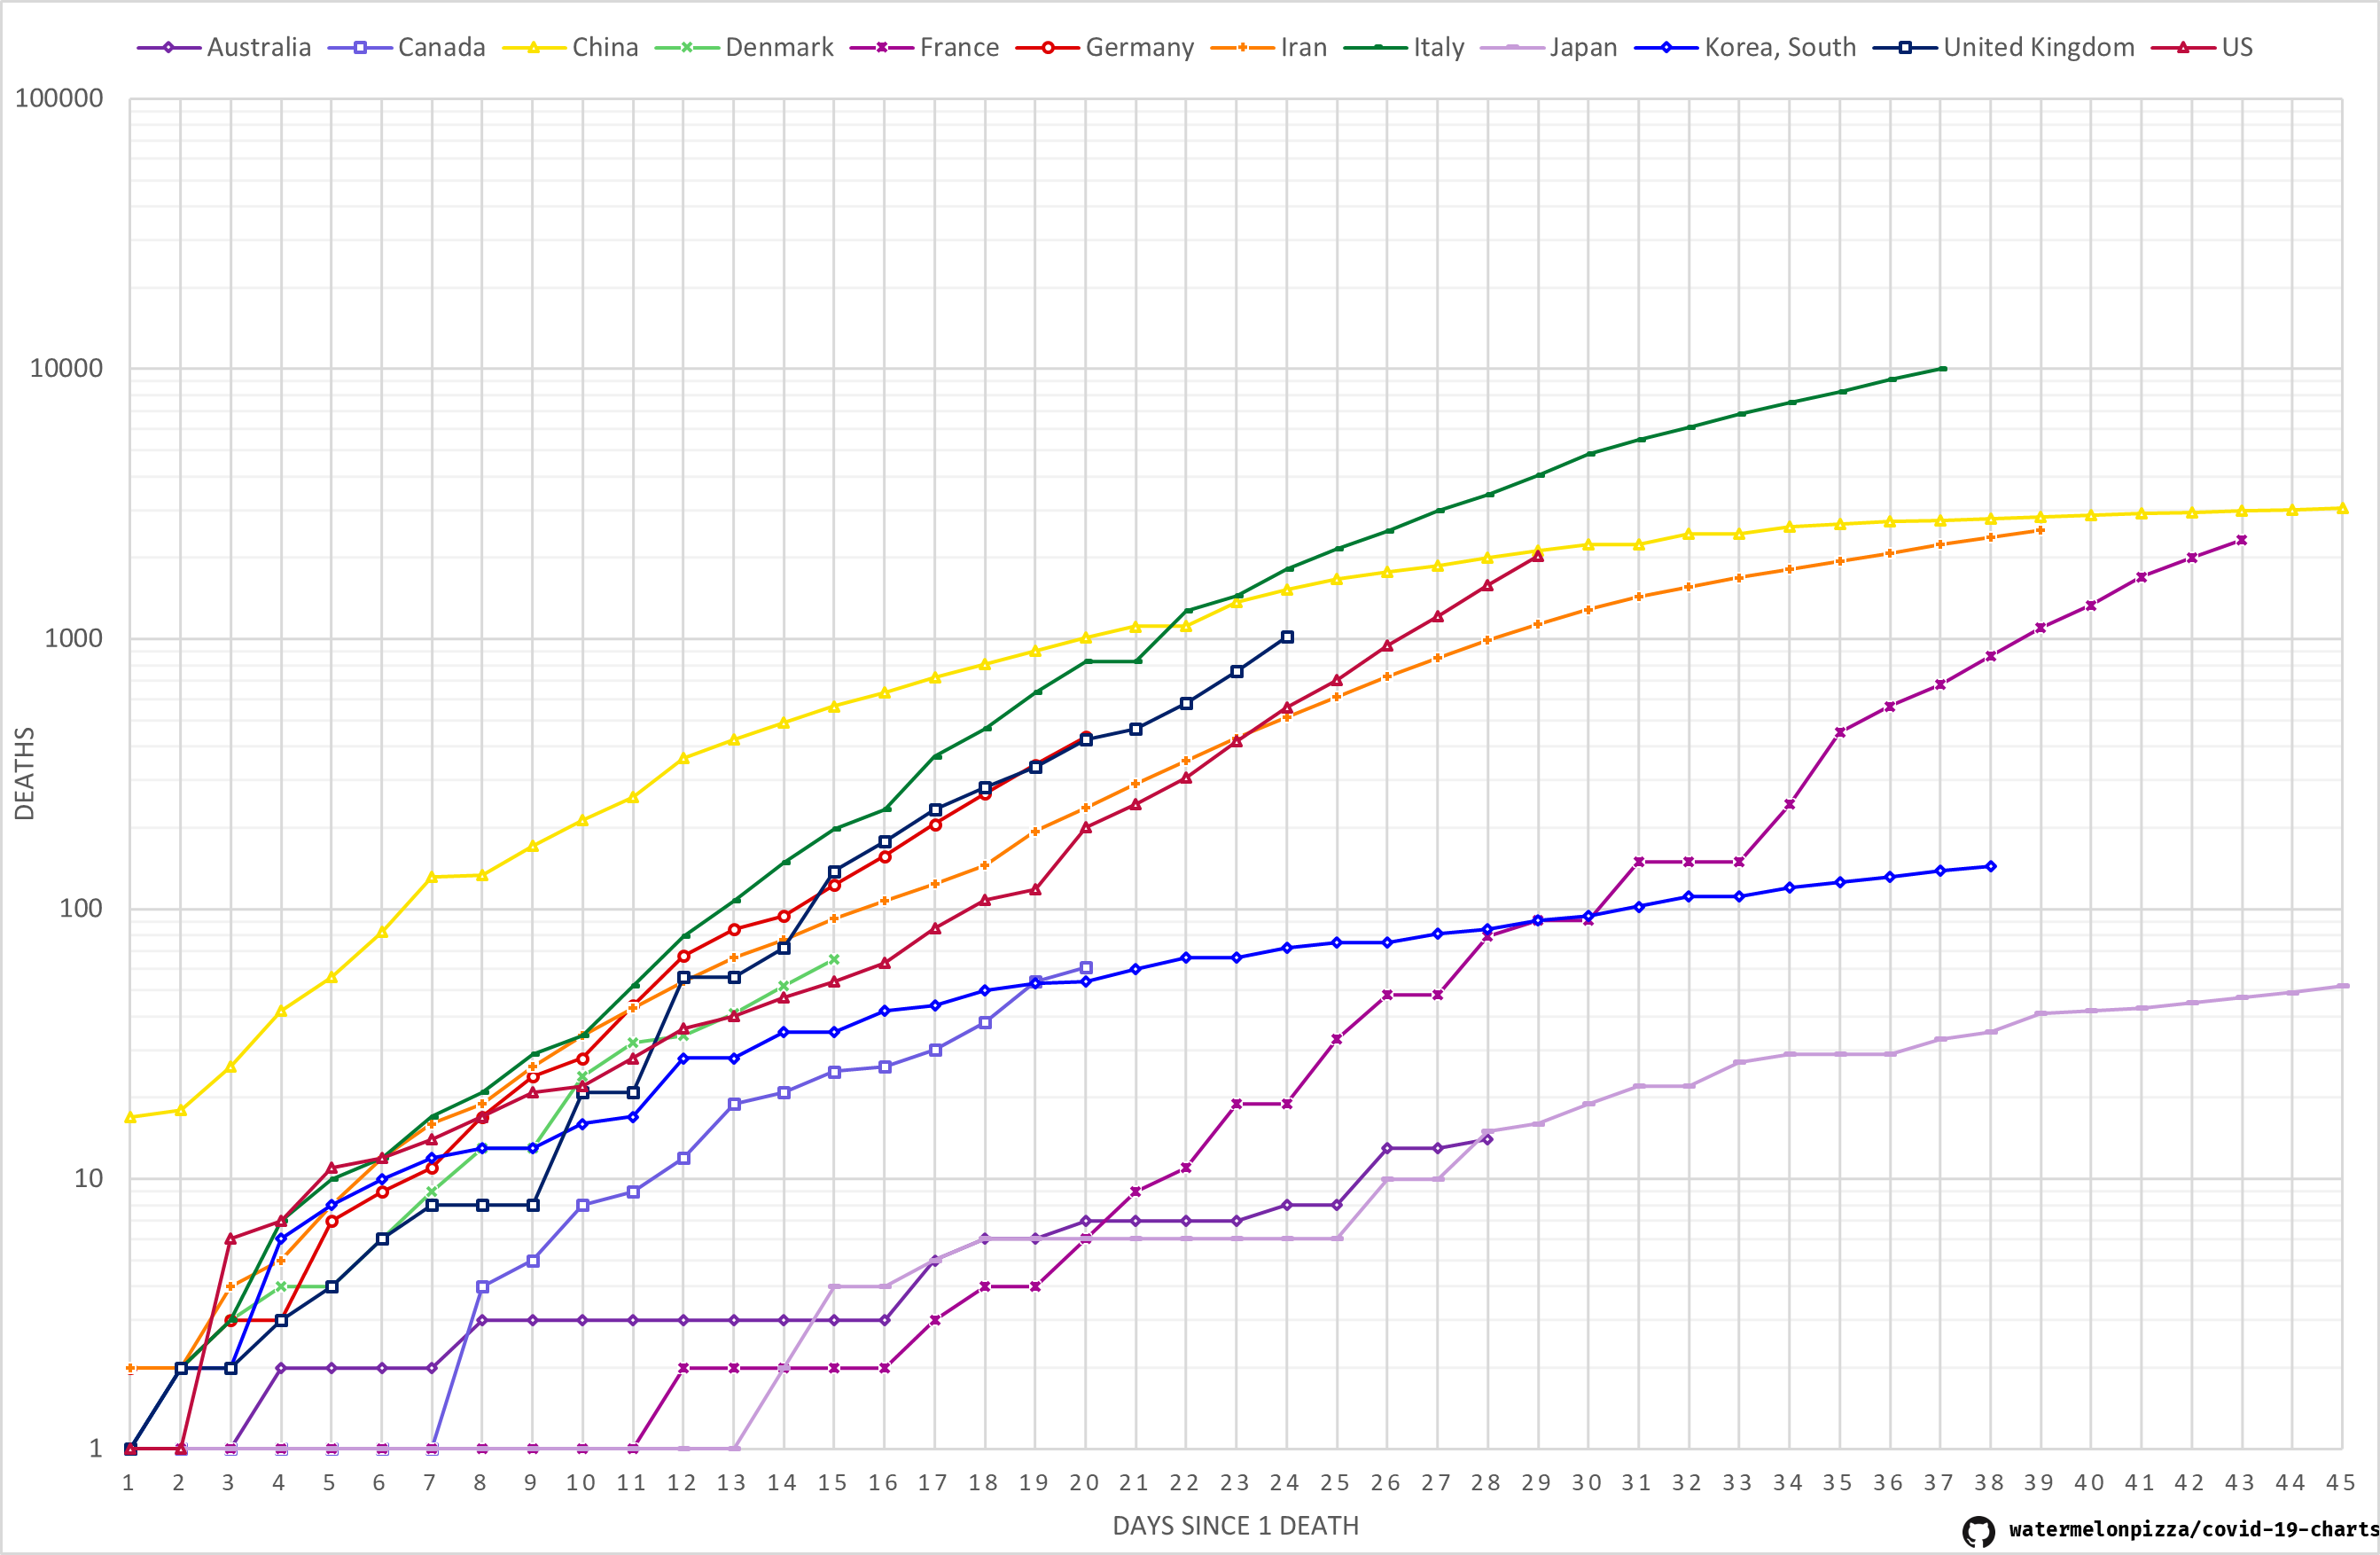 Australia Canada China Denmark France Germany Iran Italy Japan Korea, South United Kingdom US
100000
10000
1000
100
10
1
DEATHS
1 2 3 4 5 6 7 8 9 10 11 12 13 14 15 16 17 18 19 20 21 22 23 24 25 26 27 28 29 30 31 32 33 34 35 36 37 38 39 40 41 42 43 44 45
DAYS SINCE 1 DEATH
watermelonpizza/covid-19-charts